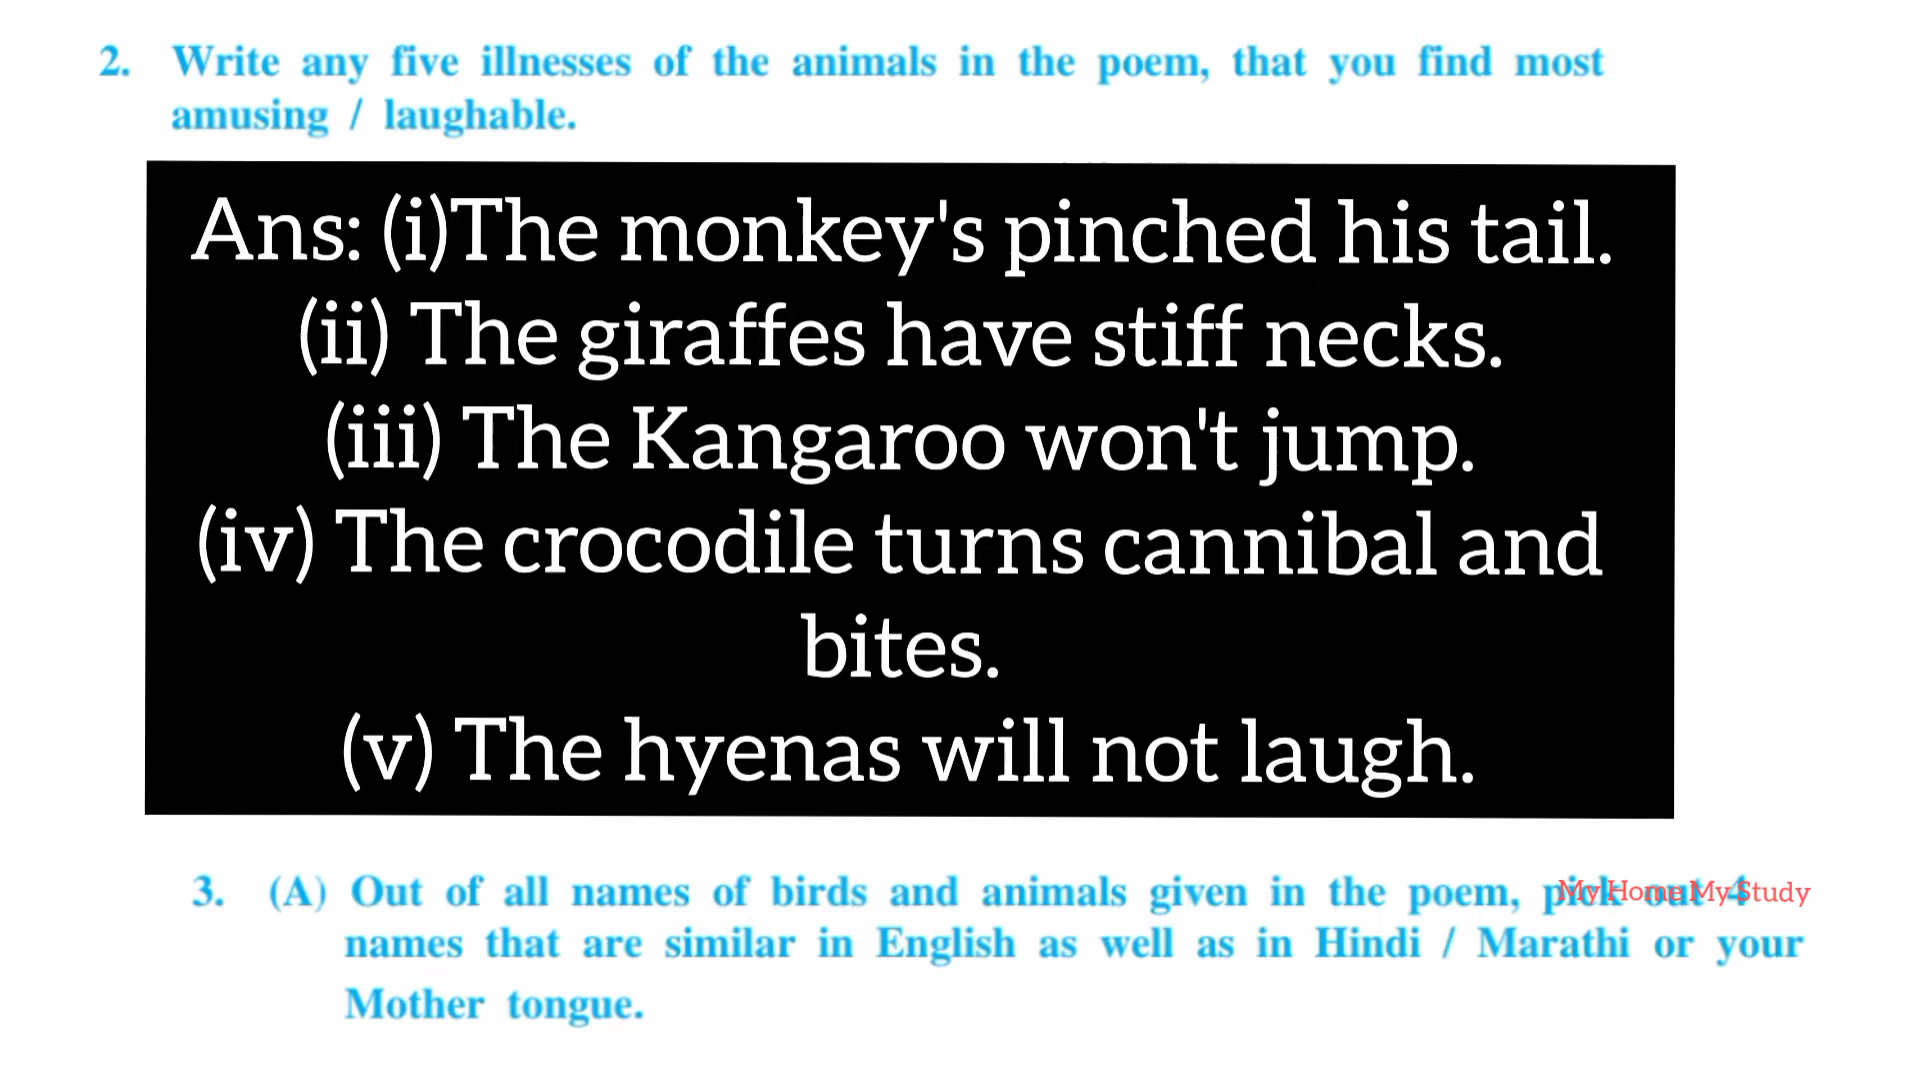 2. Write any five illnesses of the animals in the poem, that you find most
amusing / laughable.
Ans: (i)The monkey's pinched his tail.
(ii) The giraffes have stiff necks.
(iii) The Kangaroo won't jump.
(iv) The crocodile turns cannibal and
bites.
(v) The hyenas will not laugh.
3. (A) Out of all names of birds and animals given in the poem, pick out 4
My Home My Study
names that are similar in English as well as in Hindi / Marathi or your
Mother tongue.